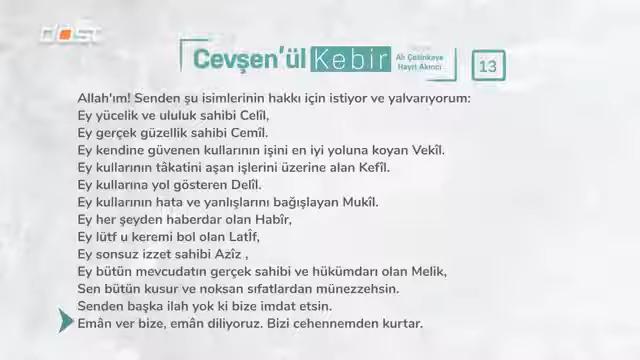 dost
Cevşen'ül Kebir
Ali Çetinkaya
Hayri Akıncı
13
Allah'ım! Senden şu isimlerinin hakkı için istiyor ve yalvarıyorum:
Ey yücelik ve ululuk sahibi Celîl,
Ey gerçek güzellik sahibi Cemîl.
Ey kendine güvenen kullarının işini en iyi yoluna koyan Vekîl.
Ey kullarının tâkatini aşan işlerini üzerine alan Kefîl.
Ey kullarına yol gösteren Delîl.
Ey kullarının hata ve yanlışlarını bağışlayan Mukîl.
Ey her şeyden haberdar olan Habîr,
Ey lütf u keremi bol olan Latİf,
Ey sonsuz izzet sahibi Azîz ,
Ey bütün mevcudatın gerçek sahibi ve hükümdarı olan Melik,
Sen bütün kusur ve noksan sıfatlardan münezzehsin.
Senden başka ilah yok ki bize imdat etsin.
Emân ver bize, emân diliyoruz. Bizi cehennemden kurtar.